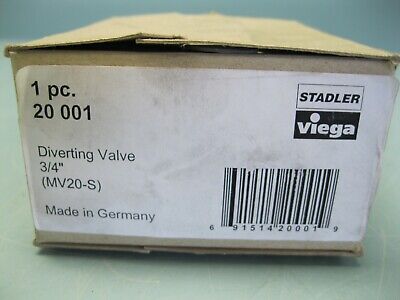 1 pc.
20 001
STADLER
viega
Diverting Valve
3/4"
(MV20-S)
Made in Germany
6 91514 20001 9